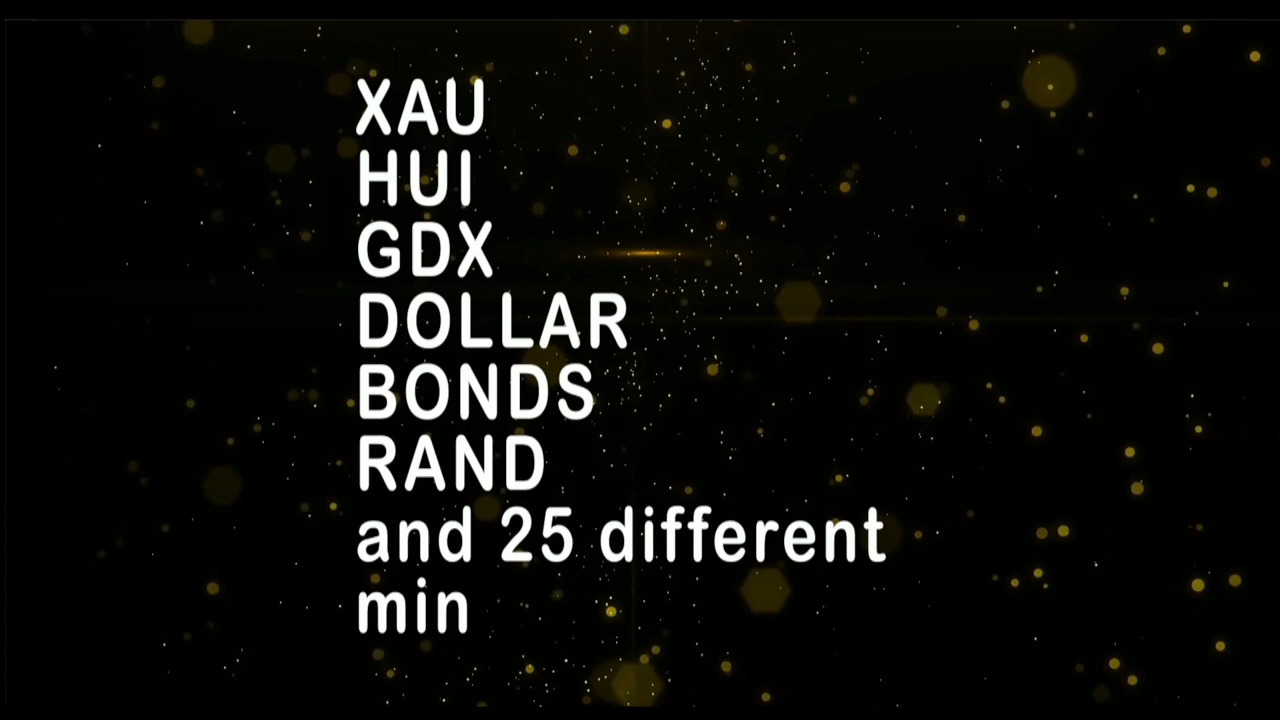 XAU
HUI
GDX
DOLLAR
BONDS
RAND
and 25 different
min